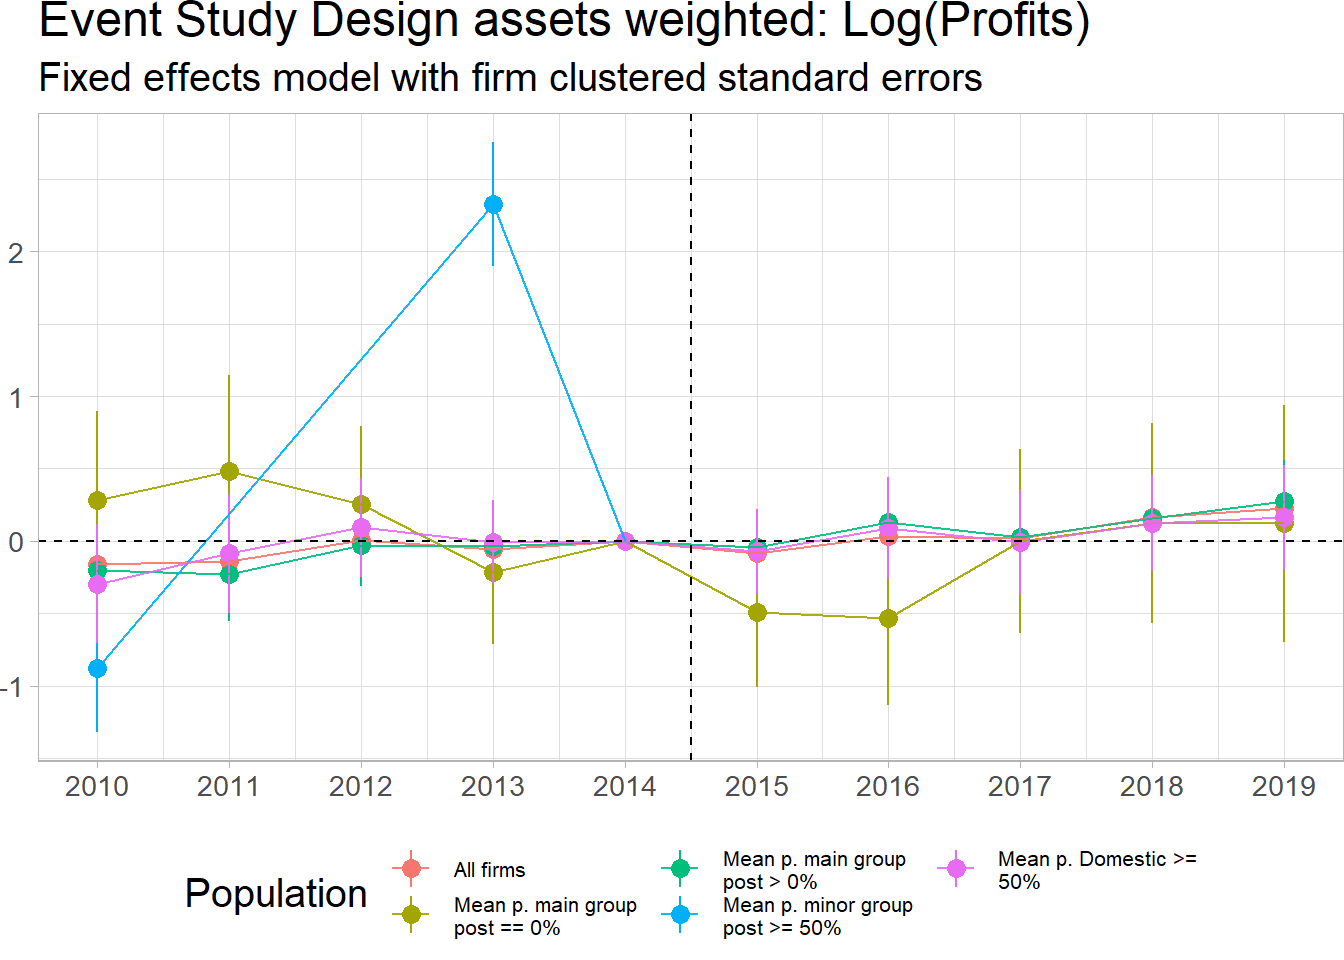 Event Study Design assets weighted: Log(Profits)
Fixed effects model with firm clustered standard errors
2
1
0
-1
2010 2011 2012 2013 2014 2015 2016 2017 2018 2019
Population
All firms
Mean p. main group
post == 0%
Mean p. main group
post > 0%
Mean p. minor group
post >= 50%
Mean p. Domestic >=
50%